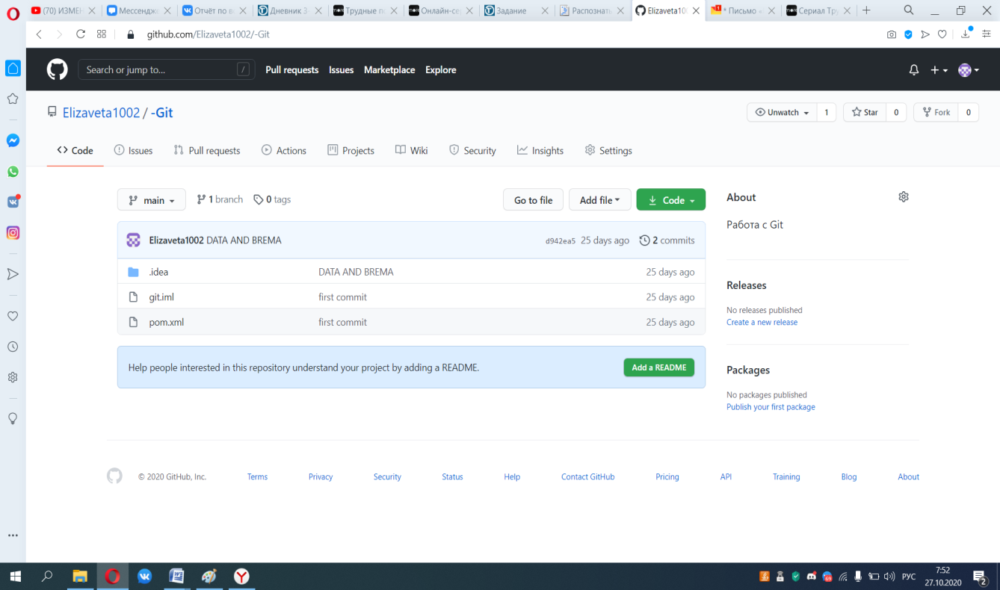 (70) ИЗМЕН
Мессендже
Отчёт по в
Дневник З-
Трудные п
Онлайн-се
Задание
Распознать
Elizaveta100
* Письмо «
Сериал Тру
github.com/Elizaveta1002/-Git
Search or jump to...
/
Pull requests
Issues
Marketplace
Explore
Elizaveta1002 / -Git
Unwatch 1
Star 0
Fork 0
Code
Issues
Pull requests
Actions
Projects
Wiki
Security
Insights
Settings
main
1 branch
0 tags
Go to file
Add file
Code
About
Работа с Git
Elizaveta1002 DATA AND BREMA
d942ea5 25 days ago
2 commits
.idea DATA AND BREMA 25 days ago
git.iml first commit 25 days ago
pom.xml first commit 25 days ago
Releases
No releases published
Create a new release
Help people interested in this repository understand your project by adding a README.
Add a README
Packages
No packages published
Publish your first package
© 2020 GitHub, Inc.
Terms
Privacy
Security
Status
Help
Contact GitHub
Pricing
API
Training
Blog
About
РУС
7:52
27.10.2020
2